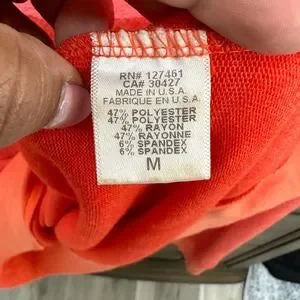 RN# 127461
CA# 30427
MADE IN U.S.A.
FABRIQUE EN U.S.A.
47% POLYESTER
47% POLYESTER
47% RAYON
47% RAYONNE
6% SPANDEX
6% SPANDEX
M